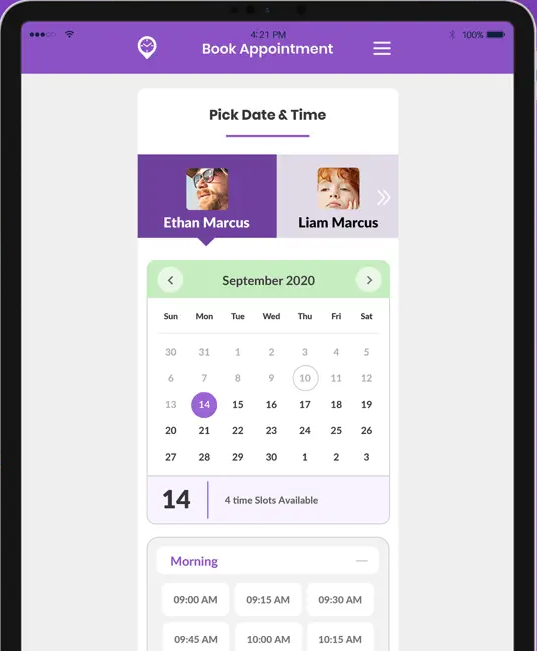 4:21 PM
100%
Book Appointment
Pick Date & Time
Ethan Marcus
Liam Marcus
September 2020
Sun Mon Tue Wed Thu Fri Sat
30 31 1 2 3 4 5
6 7 8 9 10 11 12
13 14 15 16 17 18 19
20 21 22 23 24 25 26
27 28 29 30 1 2 3
14 4 time Slots Available
Morning
09:00 AM 09:15 AM 09:30 AM
09:45 AM 10:00 AM 10:15 AM